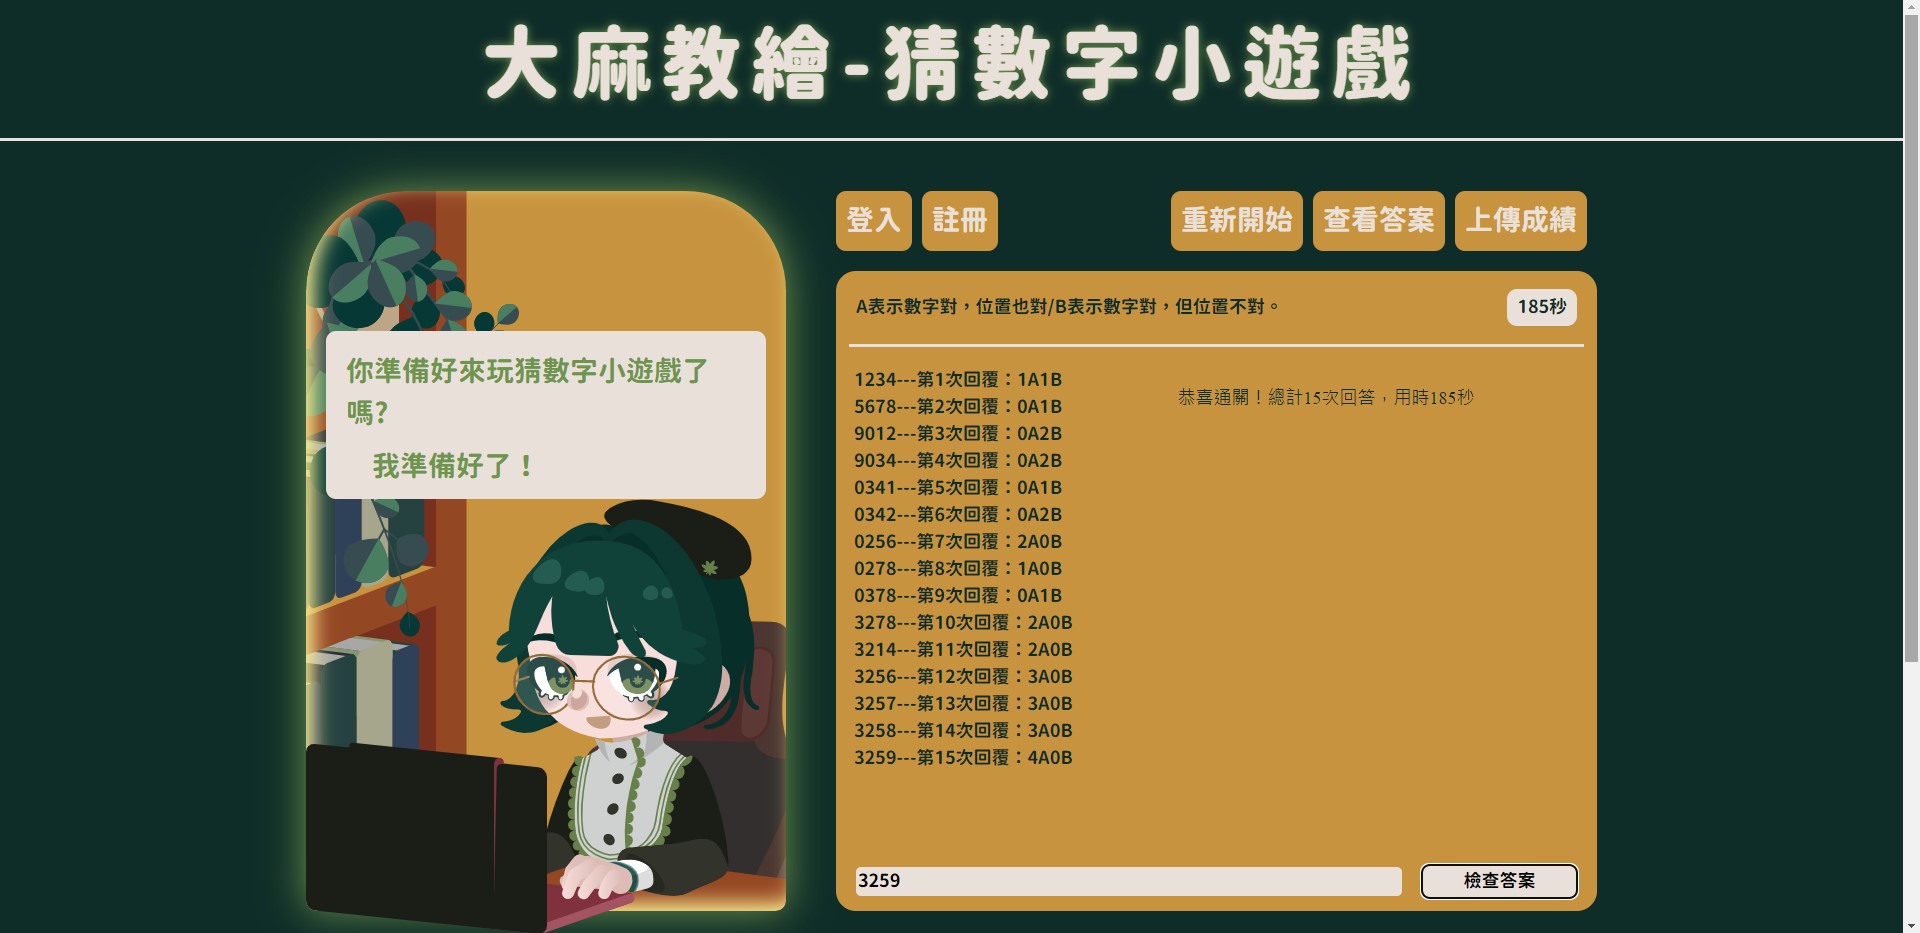 大麻教繪-猜數字小遊戲
你準備好來玩猜數字小遊戲了
嗎?
我準備好了！
登入
註冊
重新開始
查看答案
上傳成績
A表示數字對，位置也對/B表示數字對，但位置不對。
185秒
1234---第1次回覆：1A1B
5678---第2次回覆：0A1B
9012---第3次回覆：0A2B
9034---第4次回覆：0A2B
0341---第5次回覆：0A1B
0342---第6次回覆：0A2B
0256---第7次回覆：2A0B
0278---第8次回覆：1A0B
0378---第9次回覆：0A1B
3278---第10次回覆：2A0B
3214---第11次回覆：2A0B
3256---第12次回覆：3A0B
3257---第13次回覆：3A0B
3258---第14次回覆：3A0B
3259---第15次回覆：4A0B
恭喜通關！總計15次回答，用時185秒
3259
檢查答案